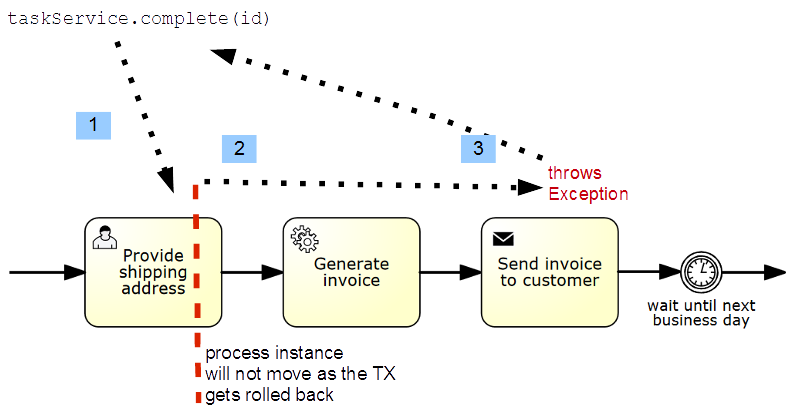 taskService.complete(id)
1
2
3
throws
Exception
Provide
shipping
address
Generate
invoice
Send invoice
to customer
wait until next
business day
process instance
will not move as the TX
gets rolled back